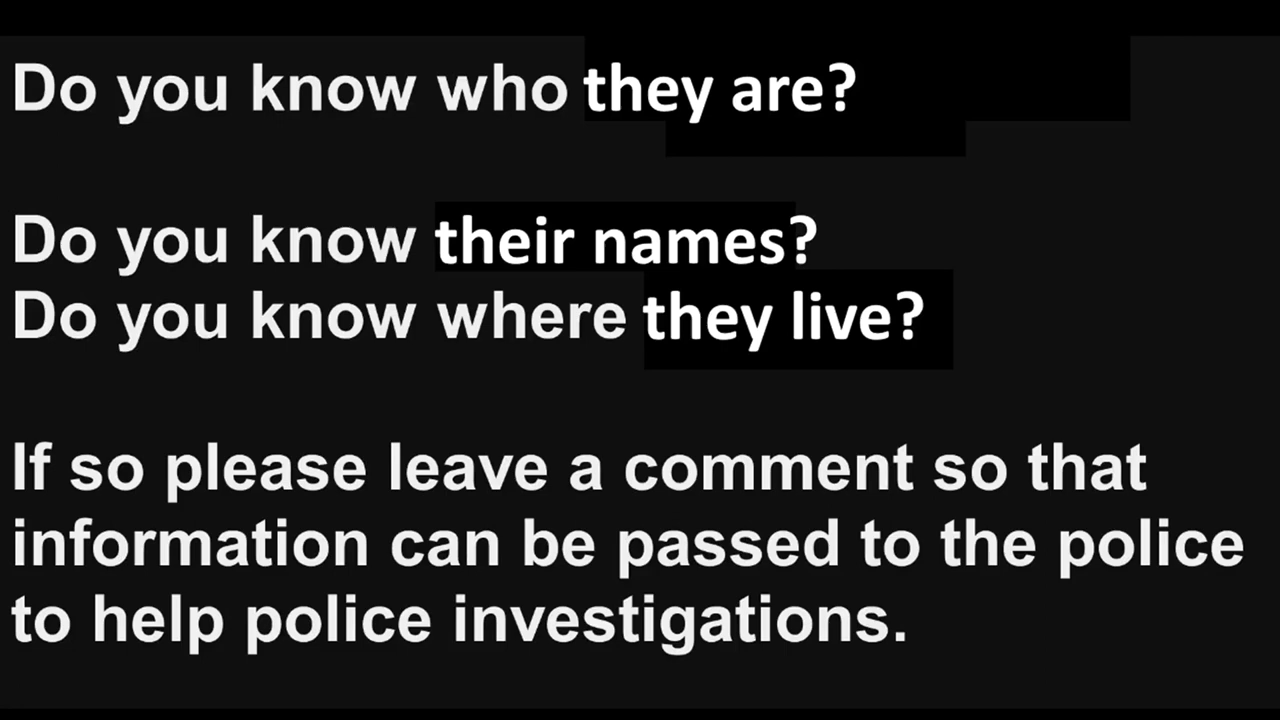 Do you know who they are?
Do you know their names?
Do you know where they live?
If so please leave a comment so that
information can be passed to the police
to help police investigations.